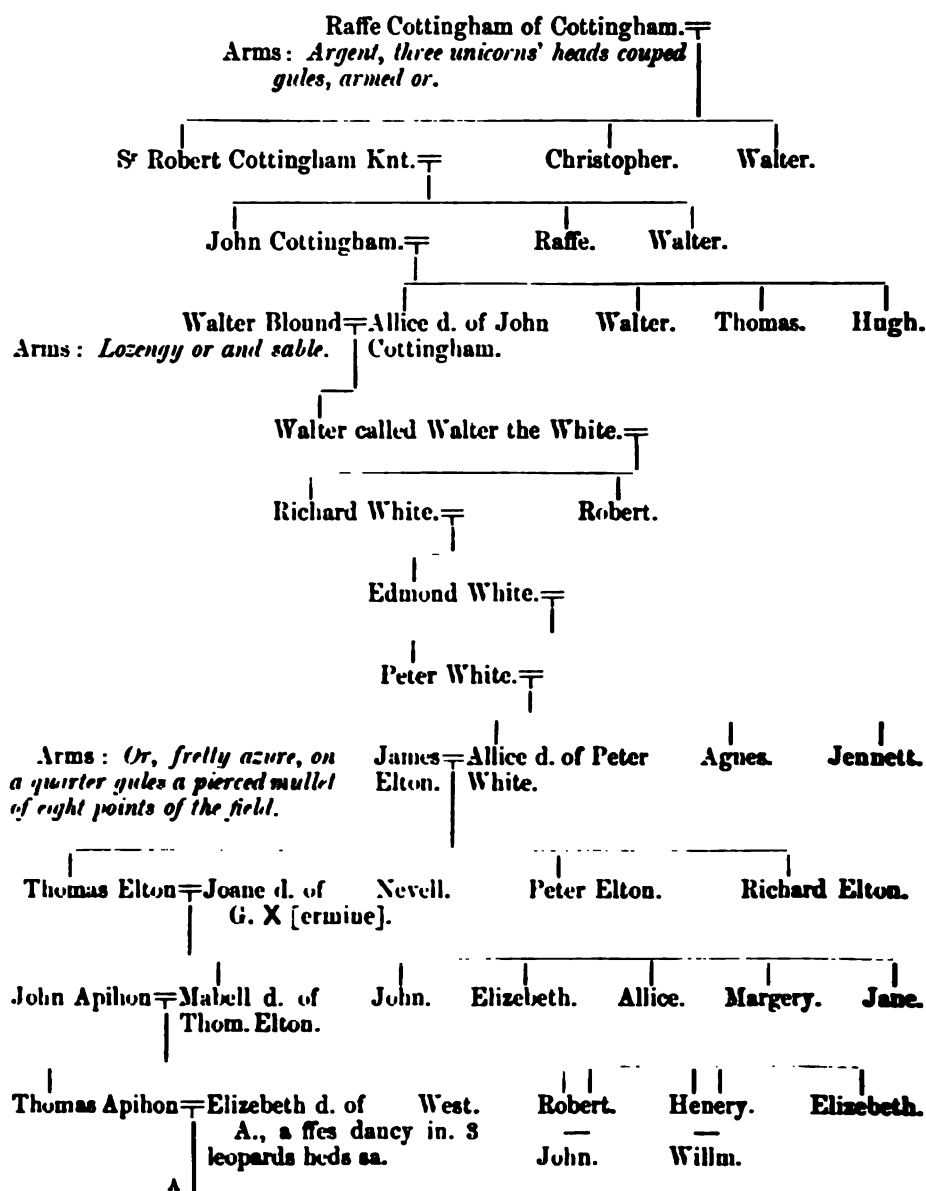 Raffe Cottingham of Cottingham.
Arms: Argent, three unicorns' heads couped
gules, armed or.
Sr Robert Cottingham Knt. Christopher. Walter.
John Cottingham. Raffe. Walter.
Walter Blound Allice d. of John Walter. Thomas. Hugh.
Arms: Lozengy or and sable. Cottingham.
Walter called Walter the White.
Richard White. Robert.
Edmond White.
Peter White.
Arms: Or, fretty azure, on James Allice d. of Peter Agnes. Jennett.
a quarter gules a pierced mullet Elton. White.
of eight points of the field.
Thomas Elton Joane d. of Nevell. Peter Elton. Richard Elton.
G. X [ermine].
John Apihon Mabell d. of John. Elizebeth. Allice. Margery. Jane.
Thom. Elton.
Thomas Apihon Elizebeth d. of West. Robert. Henery. Elizebeth.
A., a ffes dancy in. 3
leopards heds sa. John. Willm.
A